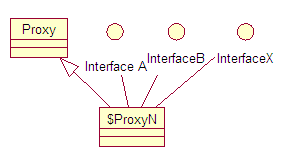 Proxy
Interface A
InterfaceB
InterfaceX
$ProxyN